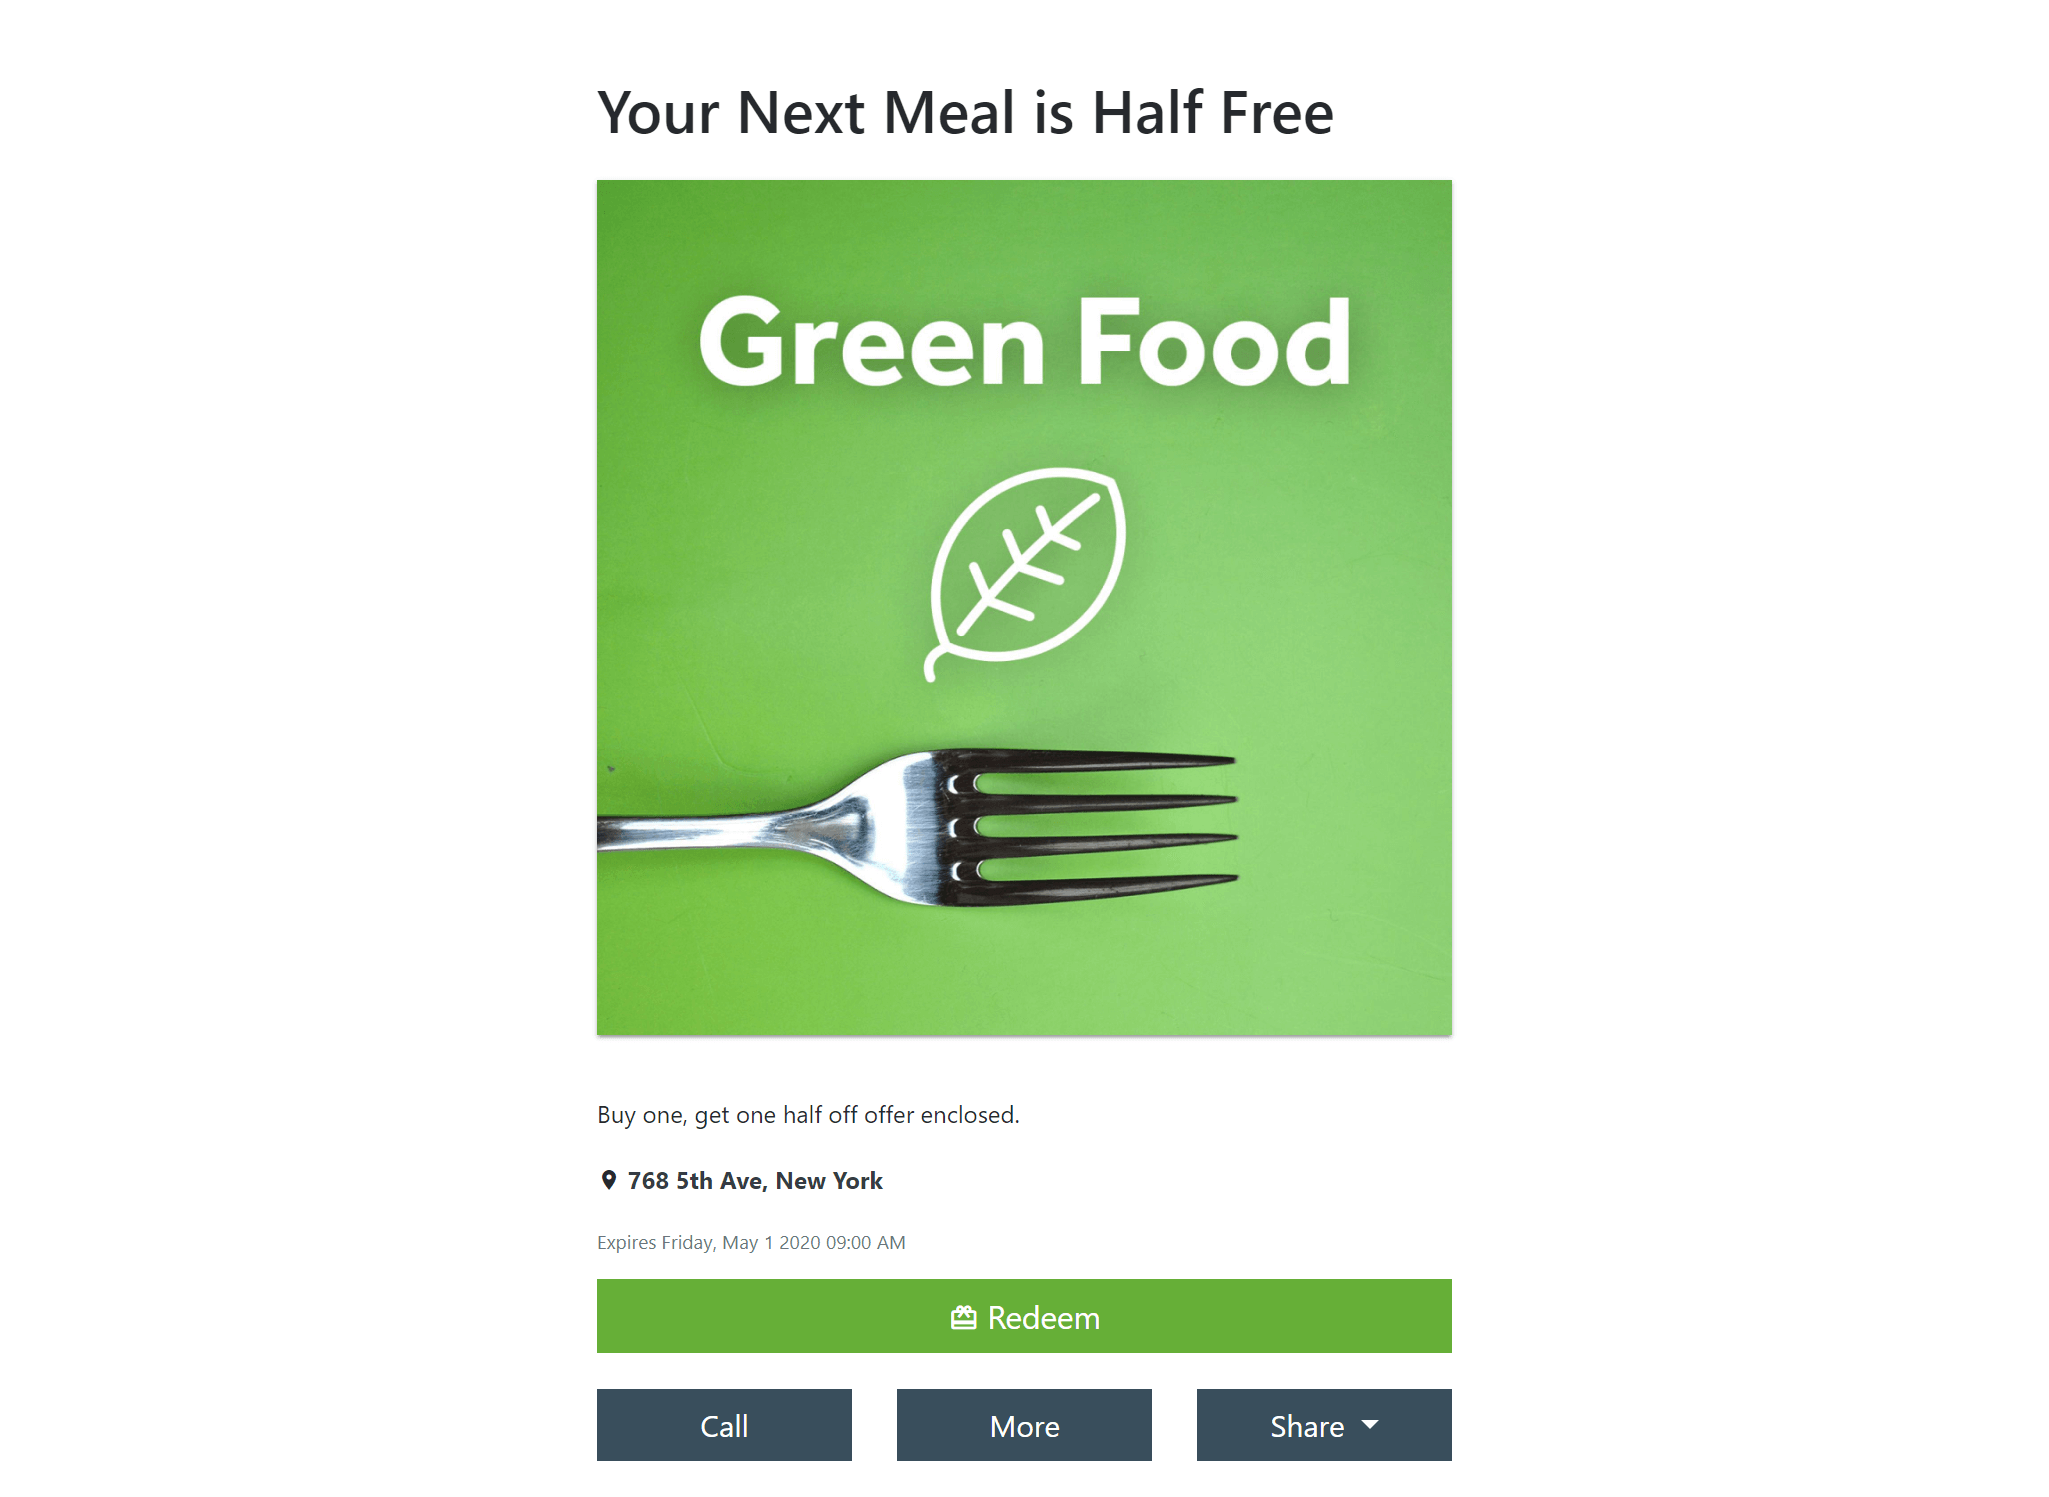 Your Next Meal is Half Free
Green Food
Buy one, get one half off offer enclosed.
768 5th Ave, New York
Expires Friday, May 1 2020 09:00 AM
Redeem
Call
More
Share